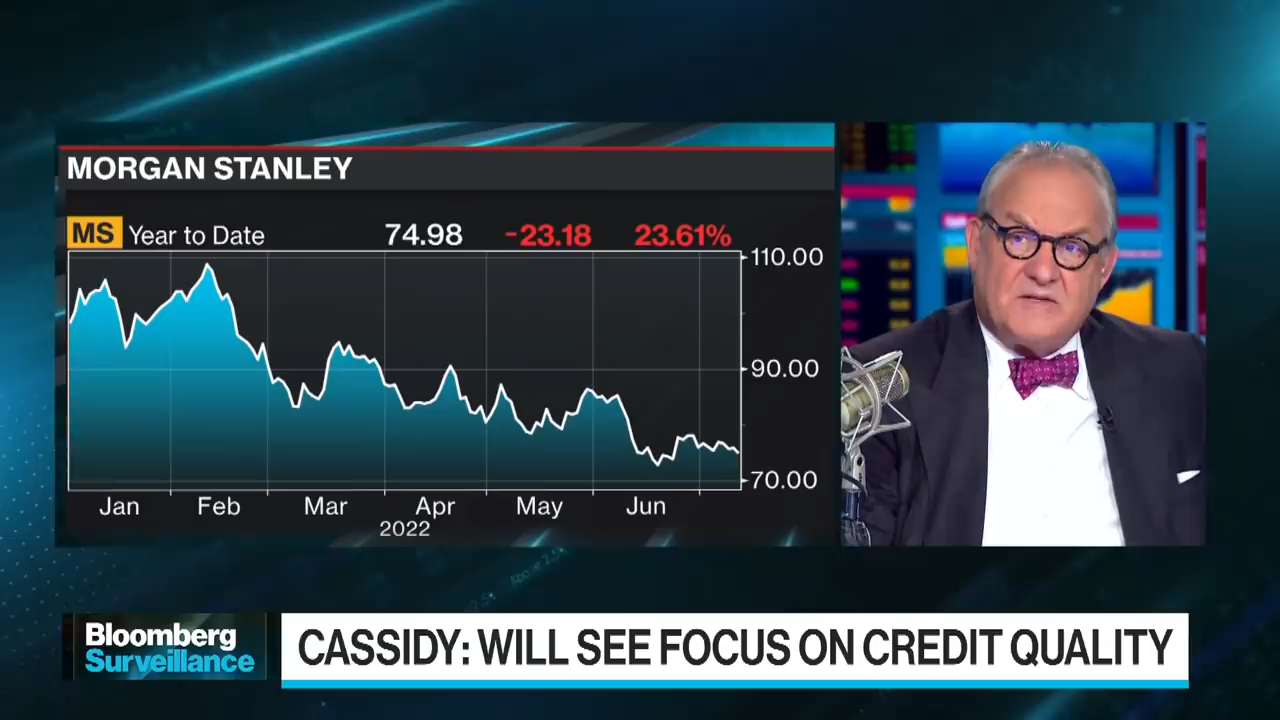 MORGAN STANLEY
MS Year to Date 74.98 -23.18 23.61%
110.00
90.00
70.00
Jan Feb Mar Apr May Jun
2022
Bloomberg
Surveillance
CASSIDY: WILL SEE FOCUS ON CREDIT QUALITY